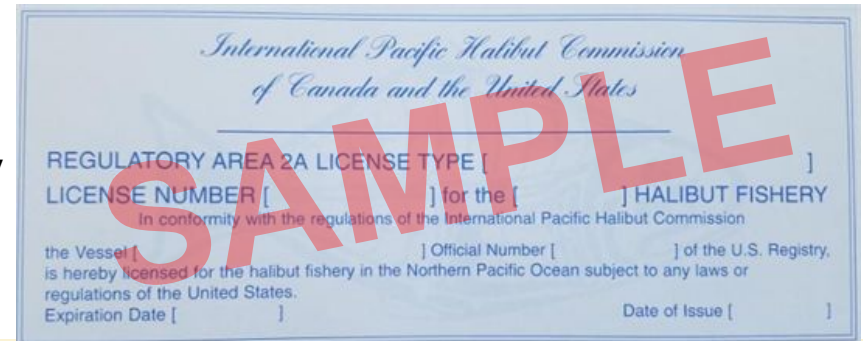 International Pacific Halibut Commission
of Canada and the United States
REGULATORY AREA 2A LICENSE TYPE [ ]
LICENSE NUMBER [ ] for the [ ] HALIBUT FISHERY
In conformity with the regulations of the International Pacific Halibut Commission
the Vessel [ ] Official Number [ ] of the U.S. Registry,
is hereby licensed for the halibut fishery in the Northern Pacific Ocean subject to any laws or
regulations of the United States.
Expiration Date [ ] Date of Issue [ ]
SAMPLE